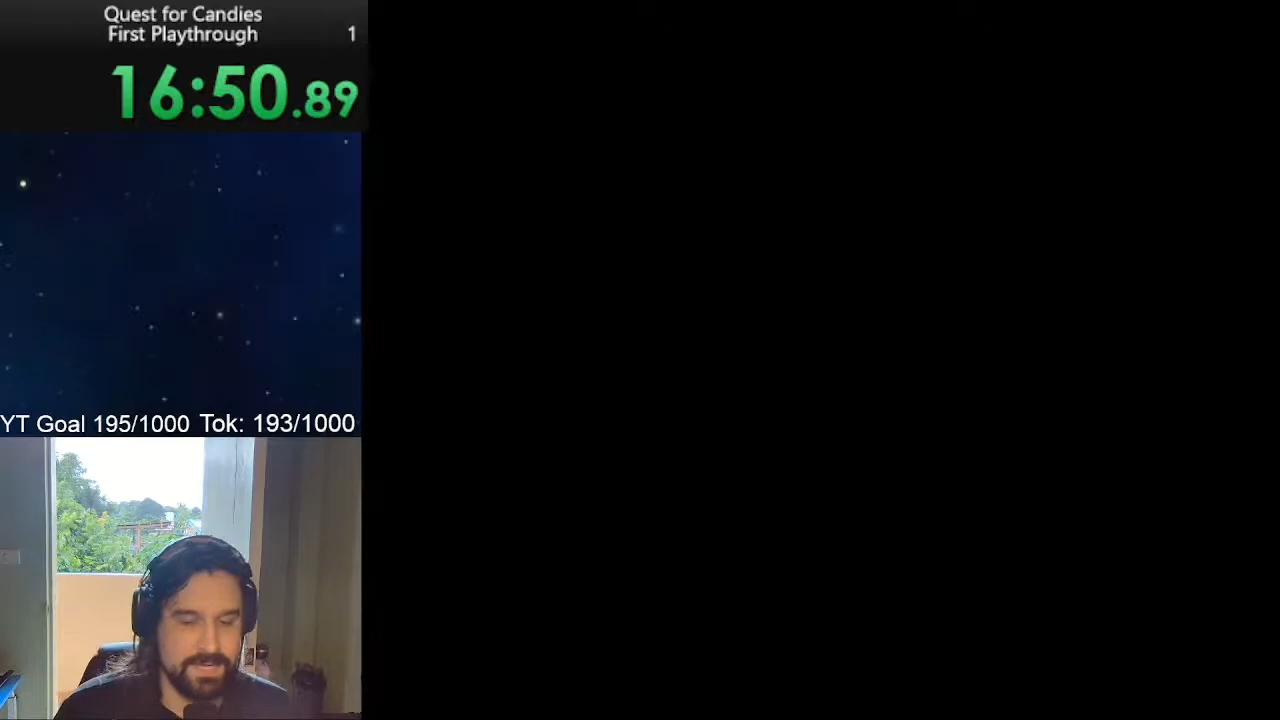 Quest for Candies
First Playthrough 1
16:50.89
YT Goal 195/1000 Tok: 193/1000